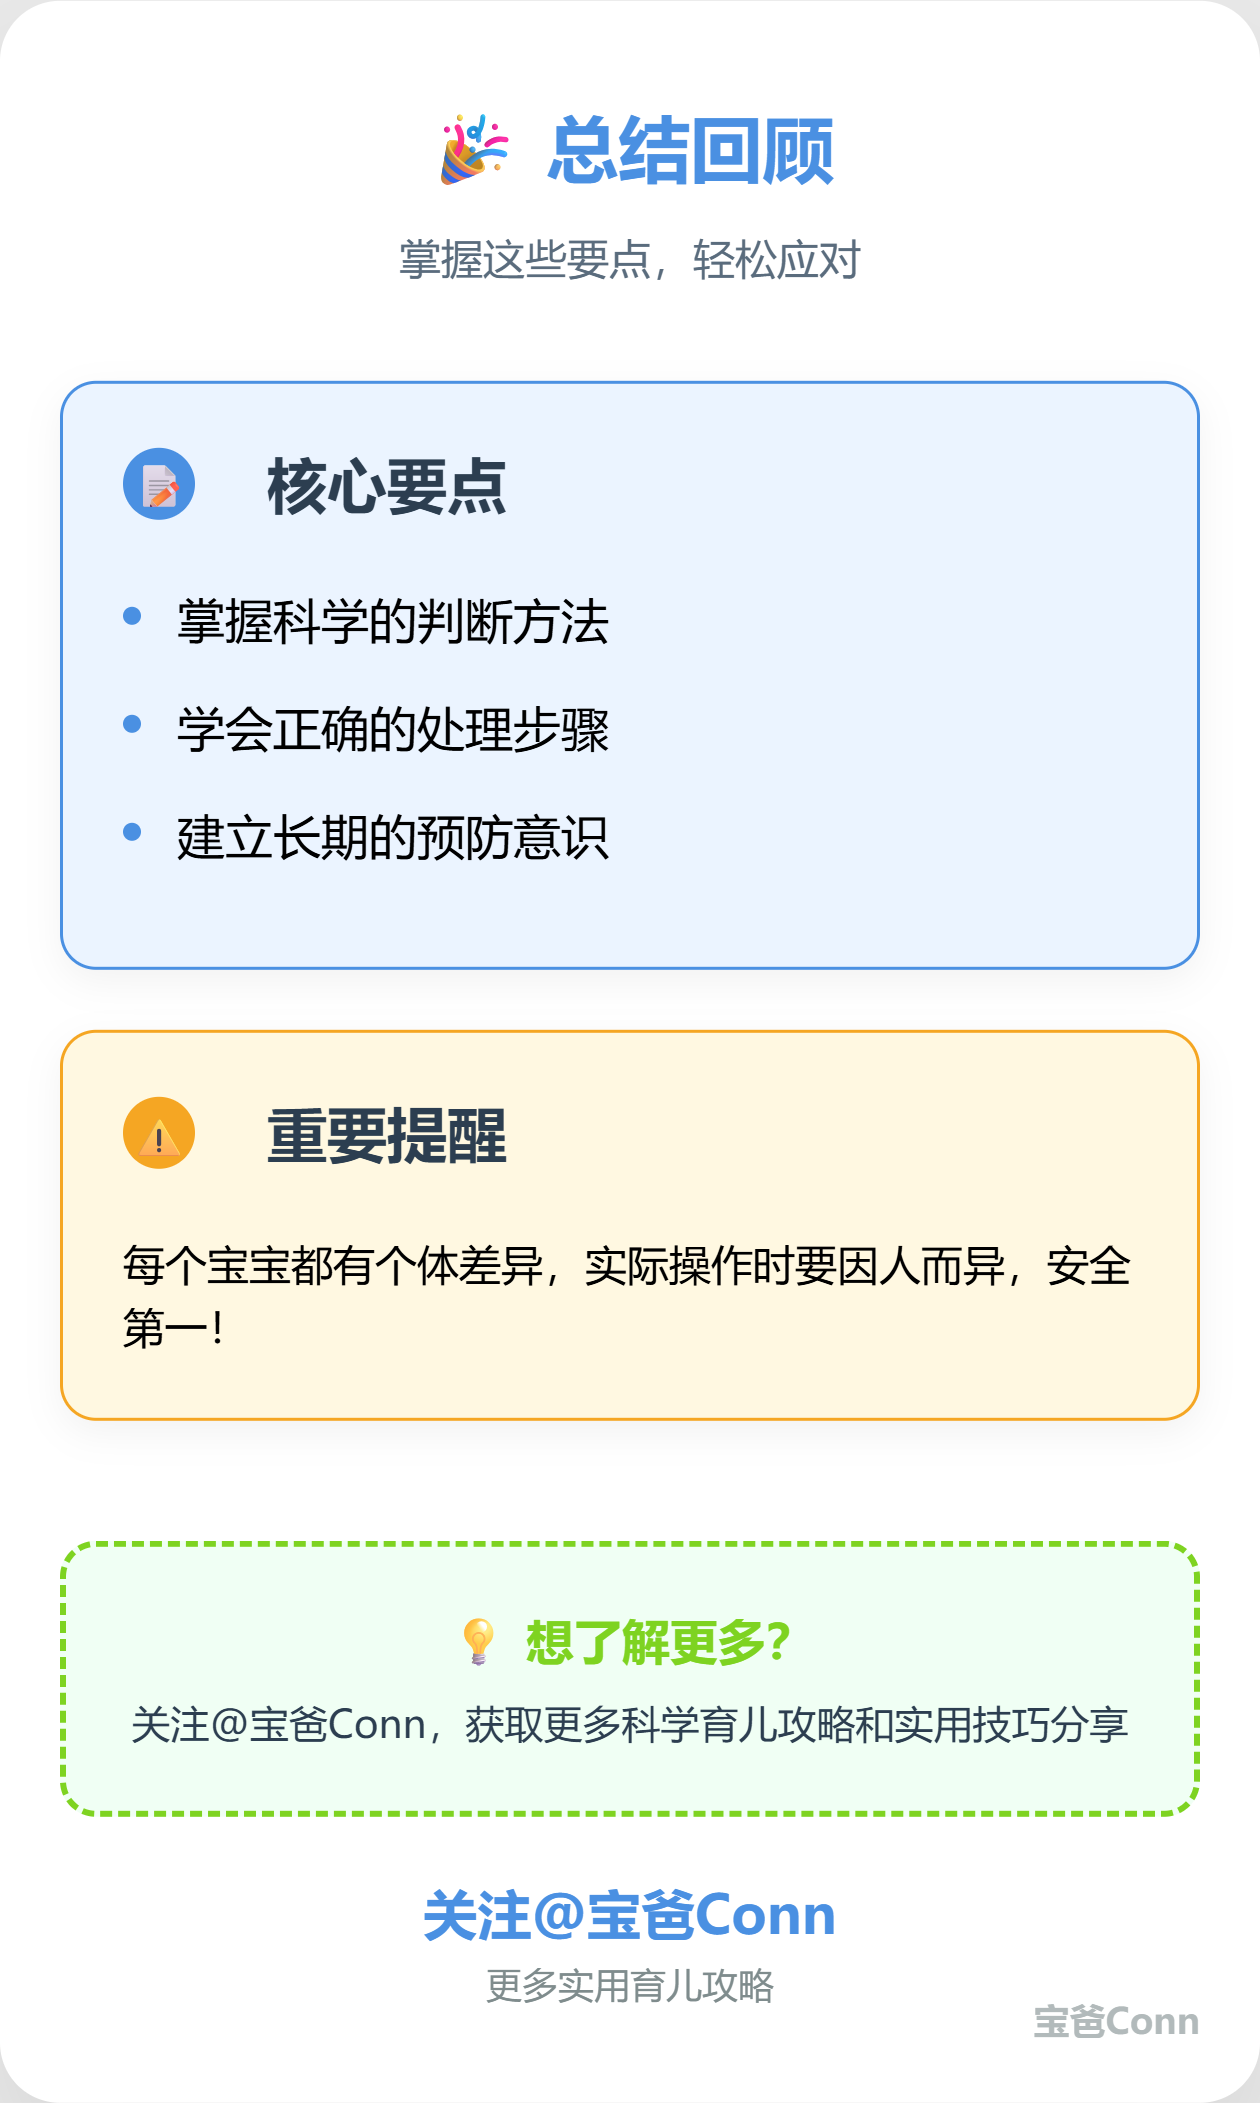 🎉 总结回顾
掌握这些要点，轻松应对
📝 核心要点
• 掌握科学的判断方法
• 学会正确的处理步骤
• 建立长期的预防意识
⚠️ 重要提醒
每个宝宝都有个体差异，实际操作时要因人而异，安全
第一！
💡 想了解更多？
关注@宝爸Conn，获取更多科学育儿攻略和实用技巧分享
关注@宝爸Conn
更多实用育儿攻略
宝爸Conn